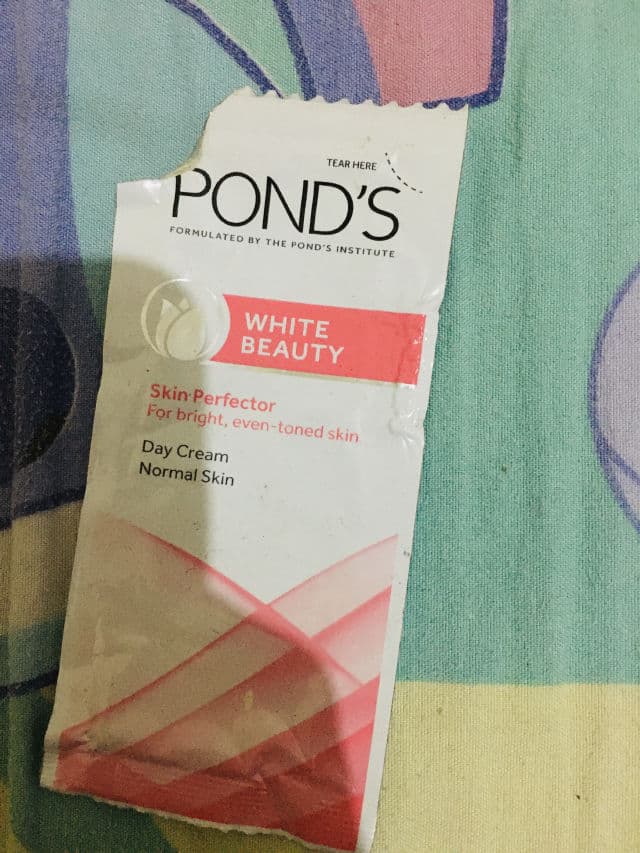 TEAR HERE
POND'S
FORMULATED BY THE POND'S INSTITUTE
WHITE
BEAUTY
Skin Perfector
For bright, even-toned skin
Day Cream
Normal Skin